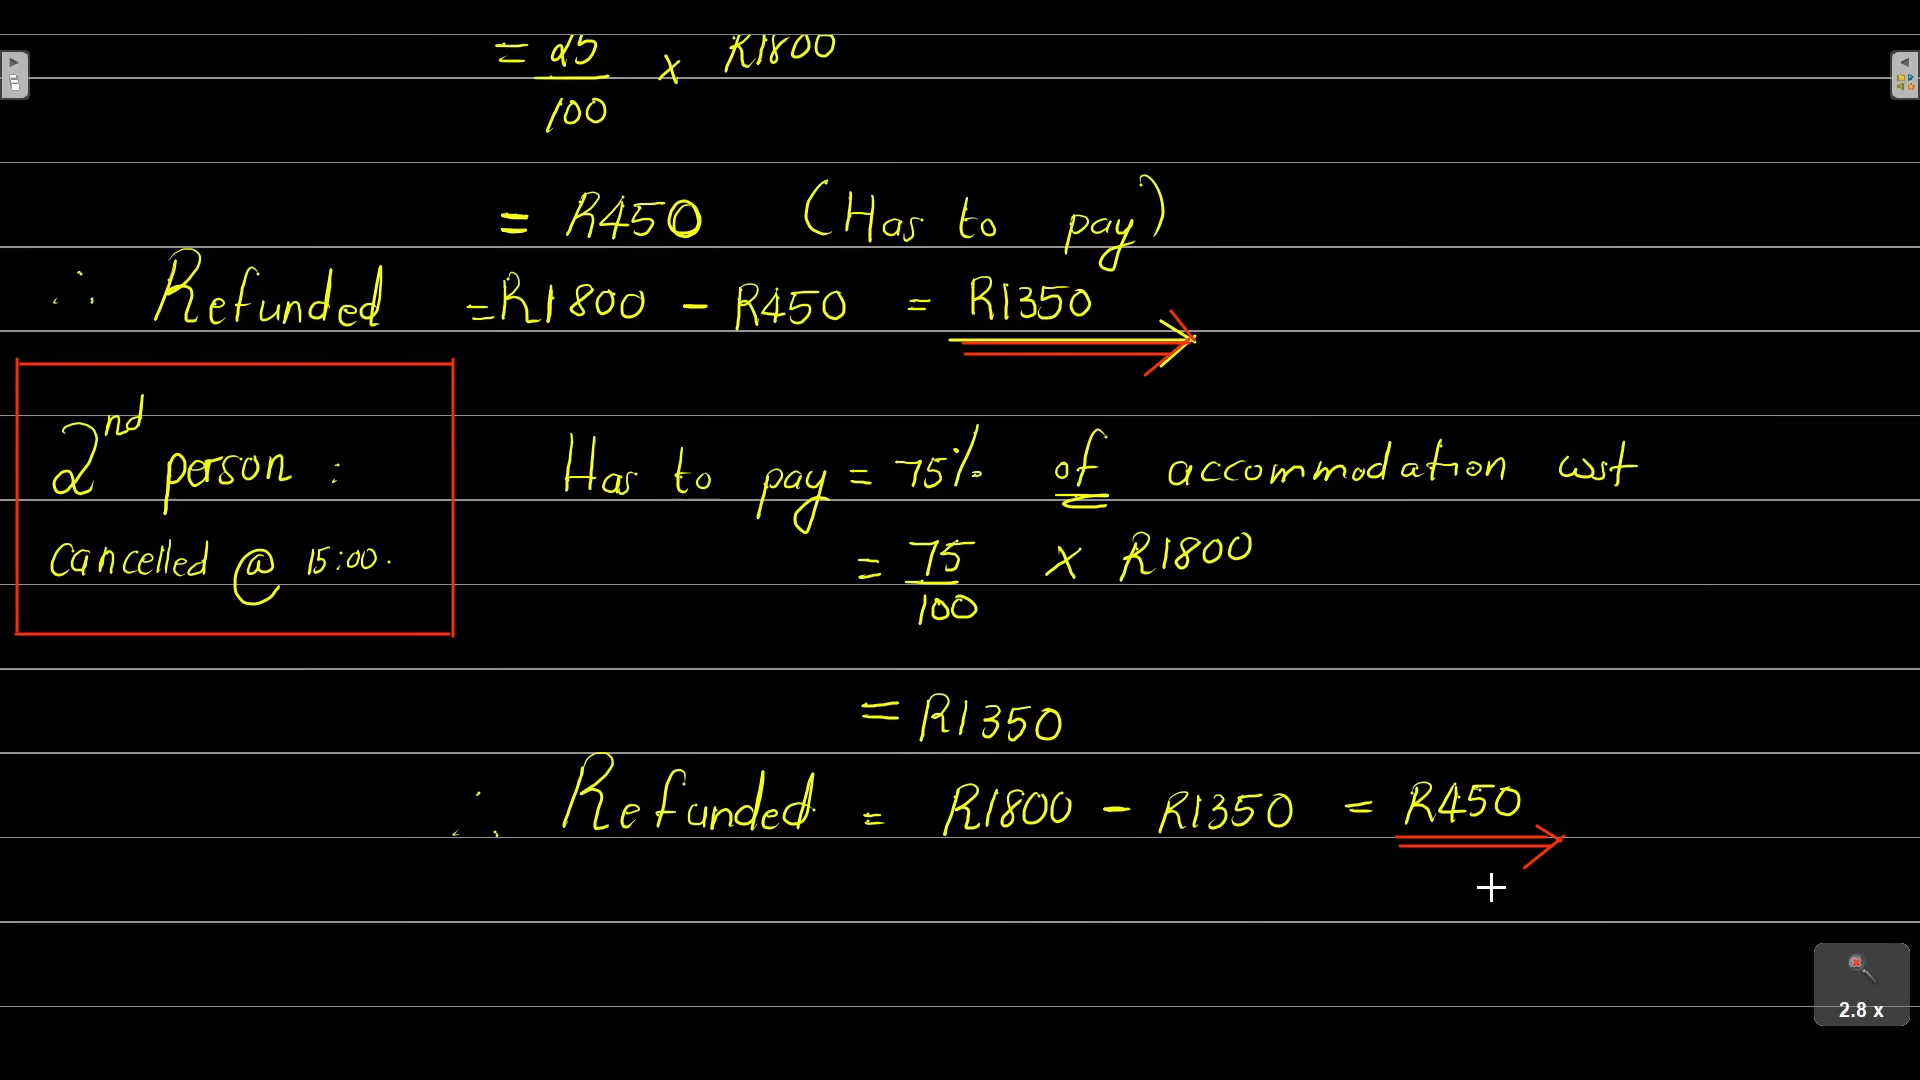 = 25/100 × R1800
= R450 (Has to pay)
∴ Refunded = R1800 - R450 = R1350
2nd person :
cancelled @ 15:00.
Has to pay = 75% of accommodation cost
= 75/100 × R1800
= R1350
∴ Refunded = R1800 - R1350 = R450
2.8 x